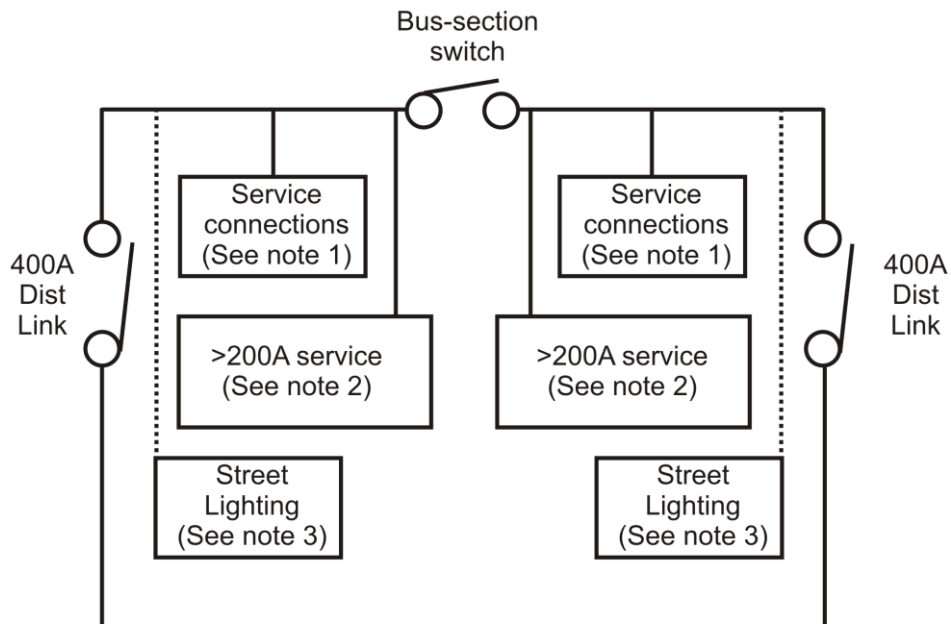 Bus-section
switch
400A
Dist
Link
Service
connections
(See note 1)
>200A service
(See note 2)
Street
Lighting
(See note 3)
Service
connections
(See note 1)
>200A service
(See note 2)
Street
Lighting
(See note 3)
400A
Dist
Link